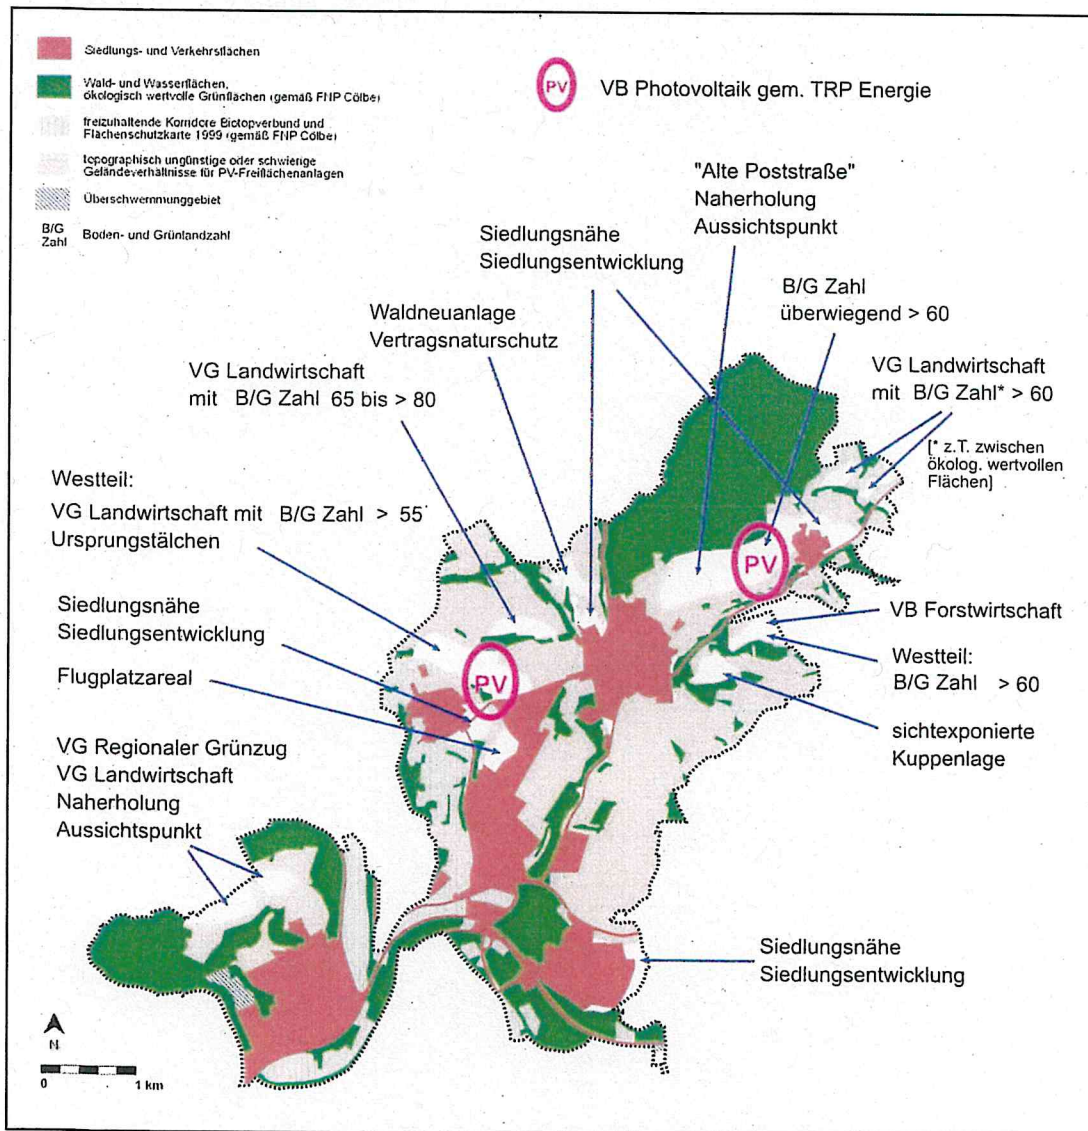 Siedlungs- und Verkehrsflächen
Wald- und Wasserflächen,
ökologisch wertvolle Grünflächen (gemäß FNP Cölbe)
freizuhaltende Korridore Biotopverbund und
Flächenschutzkarte 1999 (gemäß FNP Cölbe)
topographisch ungünstige oder schwierige
Geländeverhältnisse für PV-Freiflächenanlagen
Überschwemmunggebiet
B/G
Zahl
Boden- und Grünlandzahl
PV
VB Photovoltaik gem. TRP Energie
"Alte Poststraße"
Naherholung
Aussichtspunkt
Siedlungsnähe
Siedlungsentwicklung
B/G Zahl
überwiegend > 60
Waldneuanlage
Vertragsnaturschutz
VG Landwirtschaft
mit B/G Zahl 65 bis > 80
VG Landwirtschaft
mit B/G Zahl* > 60
[* z.T. zwischen
ökolog. wertvollen
Flächen]
Westteil:
VG Landwirtschaft mit B/G Zahl > 55
Ursprungstälchen
PV
Siedlungsnähe
Siedlungsentwicklung
VB Forstwirtschaft
Westteil:
B/G Zahl > 60
Flugplatzareal
PV
sichtexponierte
Kuppenlage
VG Regionaler Grünzug
VG Landwirtschaft
Naherholung
Aussichtspunkt
Siedlungsnähe
Siedlungsentwicklung
N
0 1 km